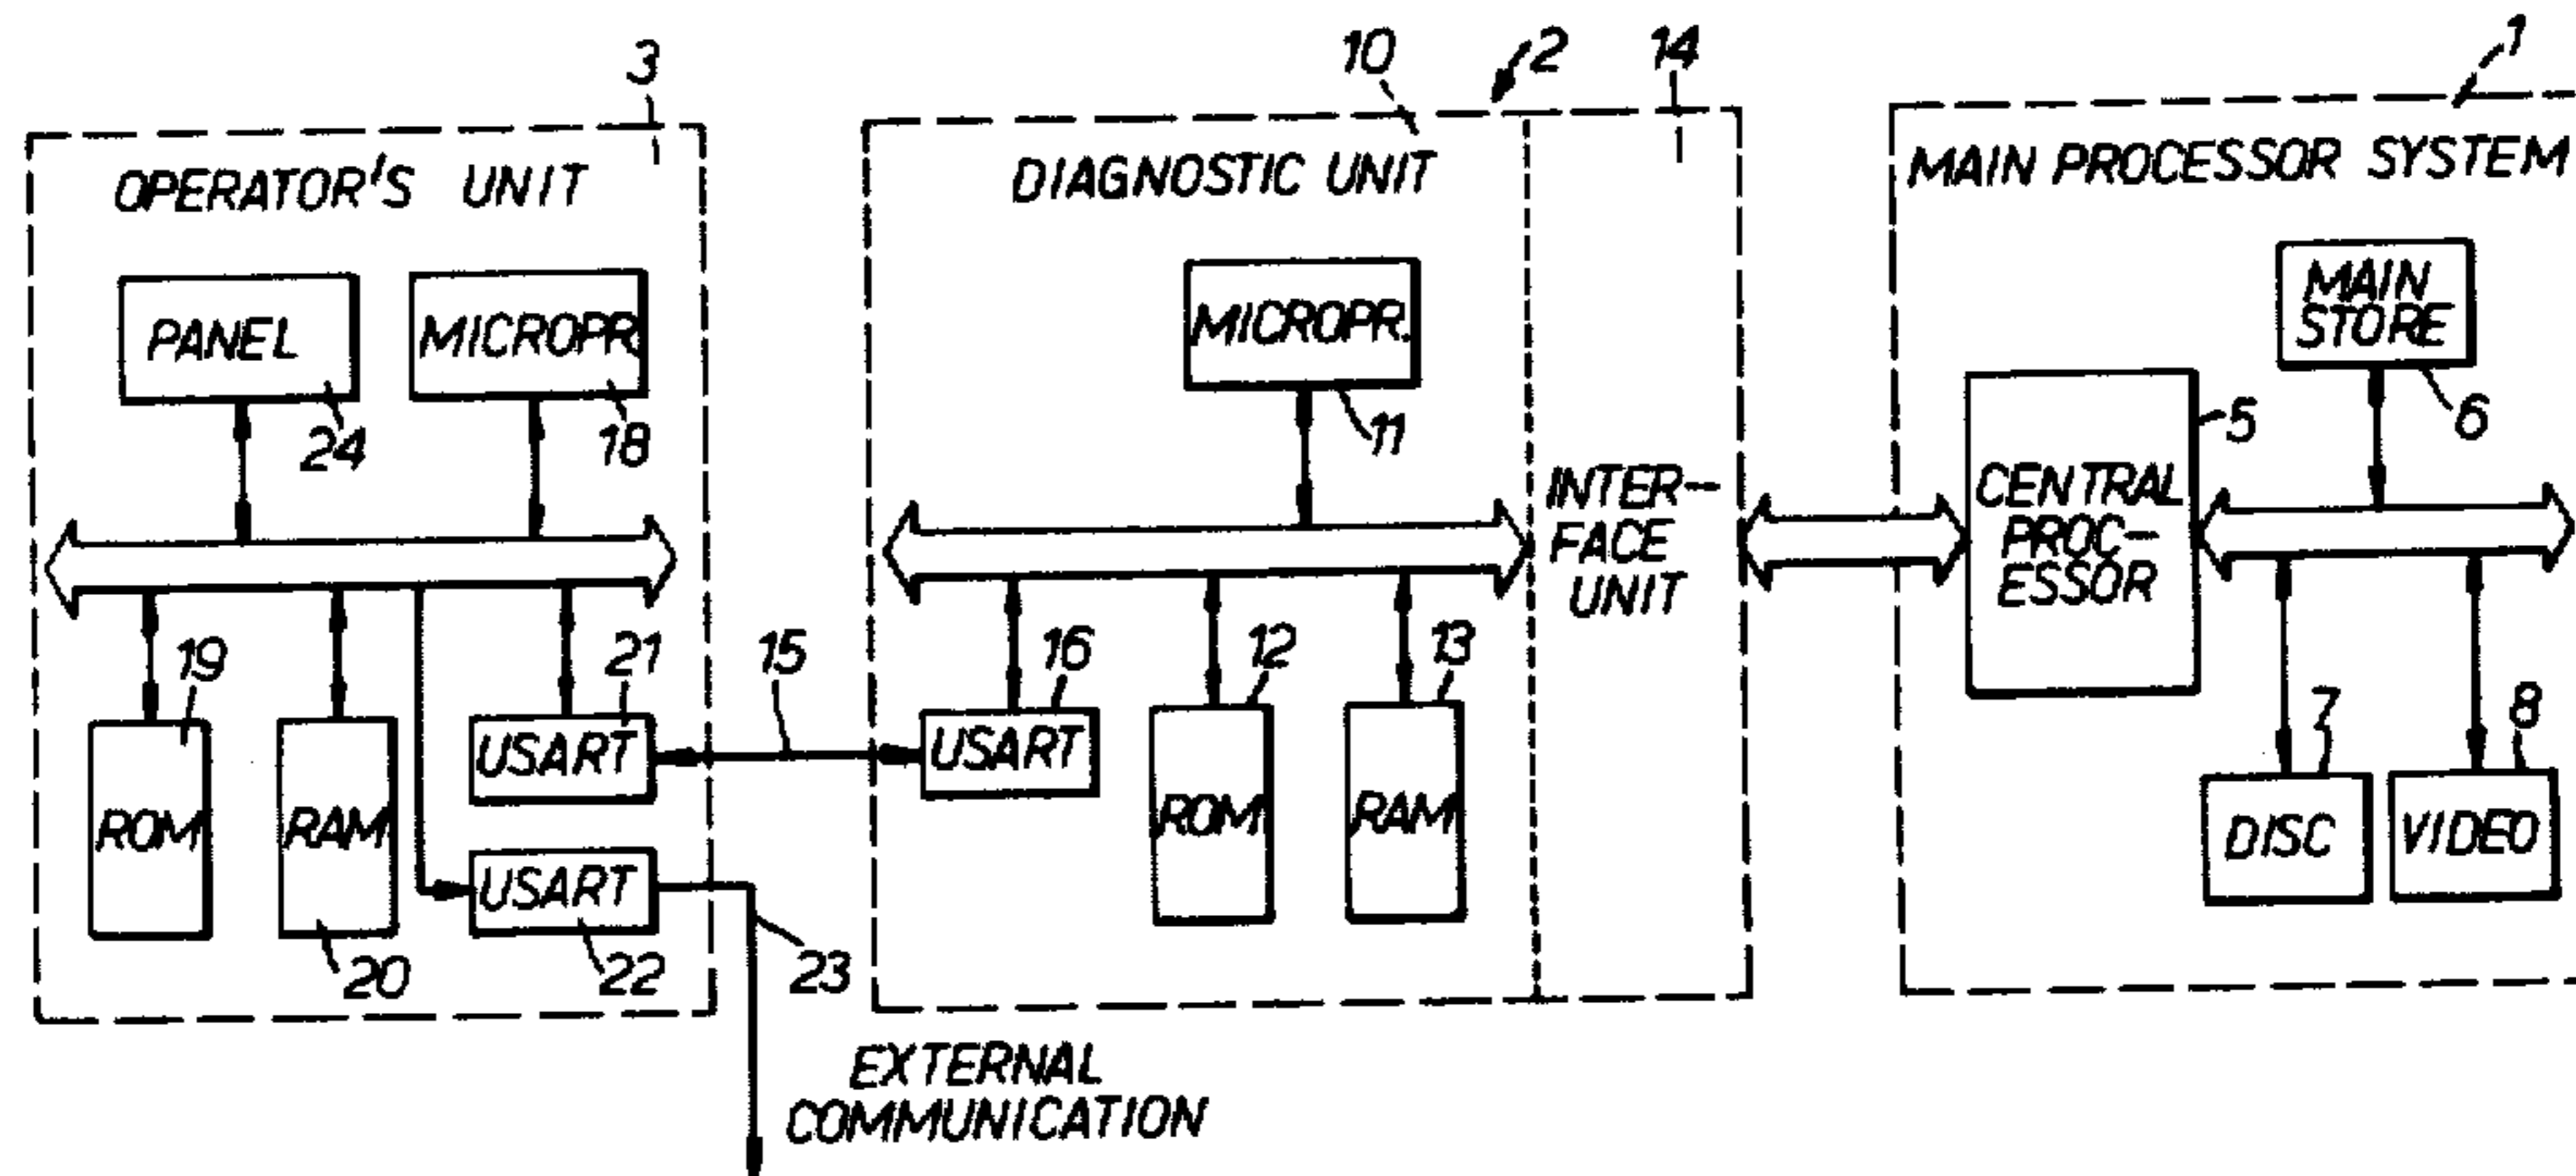 3
OPERATOR'S UNIT
PANEL
24
MICROPR.
18
19
ROM
RAM
20
21
USART
USART
22
23
15
EXTERNAL
COMMUNICATION
10
2
14
DIAGNOSTIC UNIT
MICROPR.
11
16
USART
12
ROM
13
RAM
INTER-
FACE
UNIT
1
MAIN PROCESSOR SYSTEM
MAIN
STORE
6
5
CENTRAL
PROC-
ESSOR
7
DISC
8
VIDEO